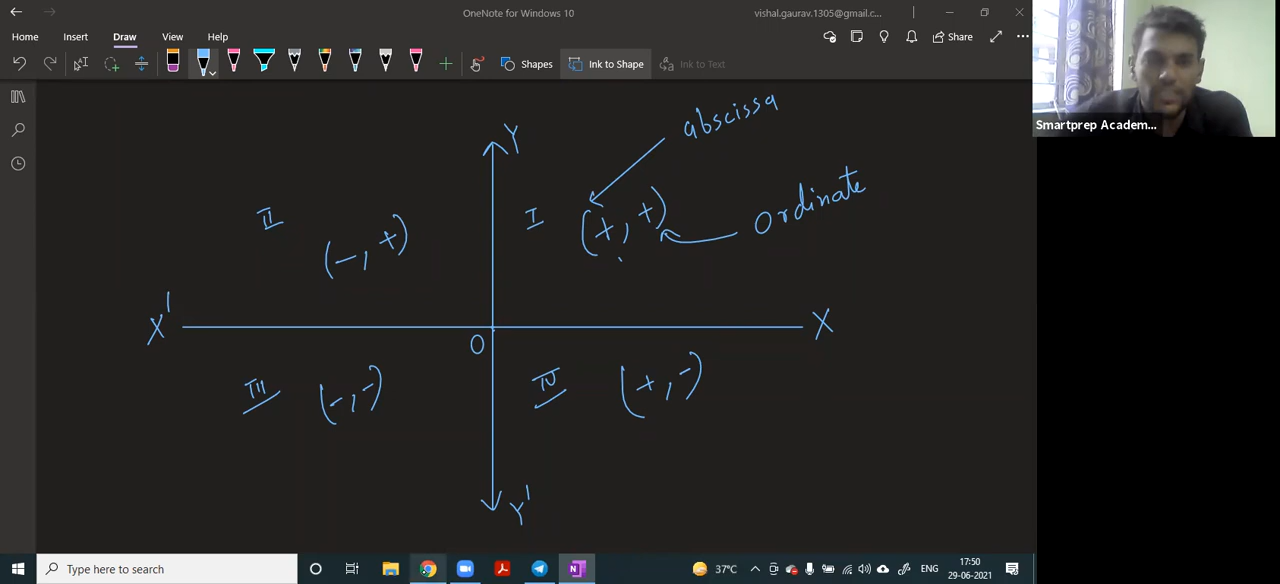 OneNote for Windows 10
vishal.gaurav.1305@gmail.c...
Home Insert Draw View Help
Share
Shapes Ink to Shape Ink to Text
Smartprep Academ...
Y
abscissa
II
(-, +)
I
(+, +)
Ordinate
X'
O
X
III
(-, -)
IV
(+, -)
Y'
Type here to search
37°C
ENG
17:50
29-06-2021